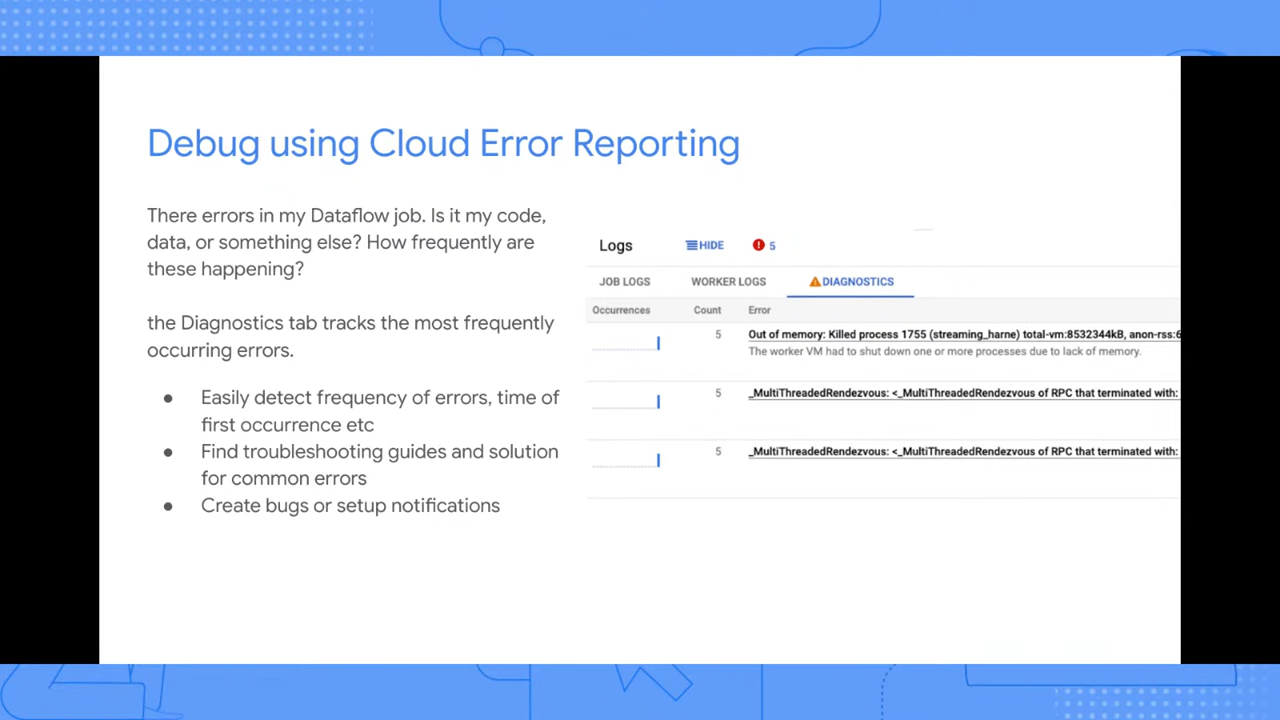 Debug using Cloud Error Reporting
There errors in my Dataflow job. Is it my code,
data, or something else? How frequently are
these happening?
the Diagnostics tab tracks the most frequently
occurring errors.
● Easily detect frequency of errors, time of
first occurrence etc
● Find troubleshooting guides and solution
for common errors
● Create bugs or setup notifications
Logs HIDE 5
JOB LOGS WORKER LOGS DIAGNOSTICS
Occurrences Count Error
5 Out of memory: Killed process 1755 (streaming_harne) total-vm:8532344kB, anon-rss:6
The worker VM had to shut down one or more processes due to lack of memory.
5 _MultiThreadedRendezvous: <_MultiThreadedRendezvous of RPC that terminated with:
5 _MultiThreadedRendezvous: <_MultiThreadedRendezvous of RPC that terminated with: